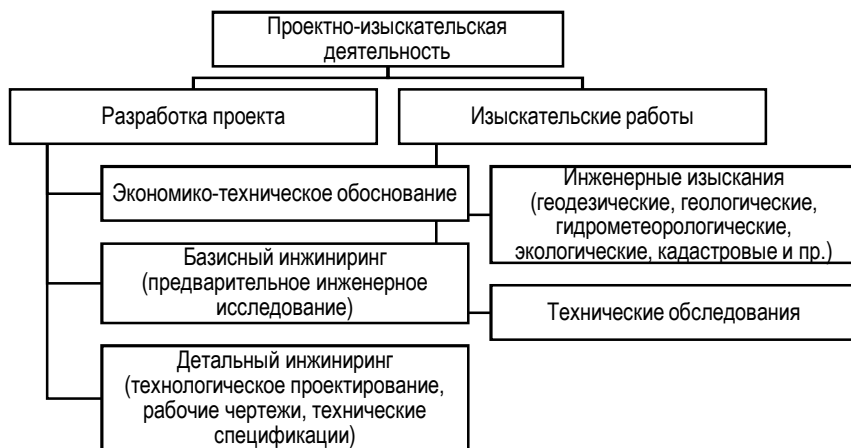 Проектно-изыскательская
деятельность
Разработка проекта
Изыскательские работы
Экономико-техническое обоснование
Базисный инжиниринг
(предварительное инженерное
исследование)
Детальный инжиниринг
(технологическое проектирование,
рабочие чертежи, технические
спецификации)
Инженерные изыскания
(геодезические, геологические,
гидрометеорологические,
экологические, кадастровые и пр.)
Технические обследования